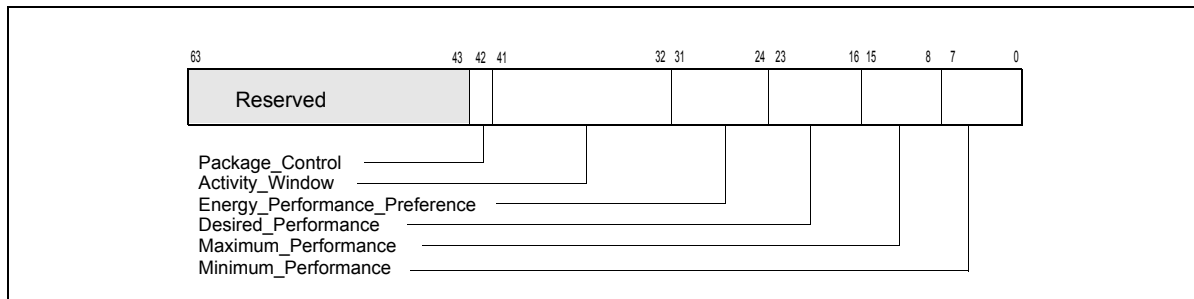 63 43 42 41 32 31 24 23 16 15 8 7 0
Reserved
Package_Control
Activity_Window
Energy_Performance_Preference
Desired_Performance
Maximum_Performance
Minimum_Performance